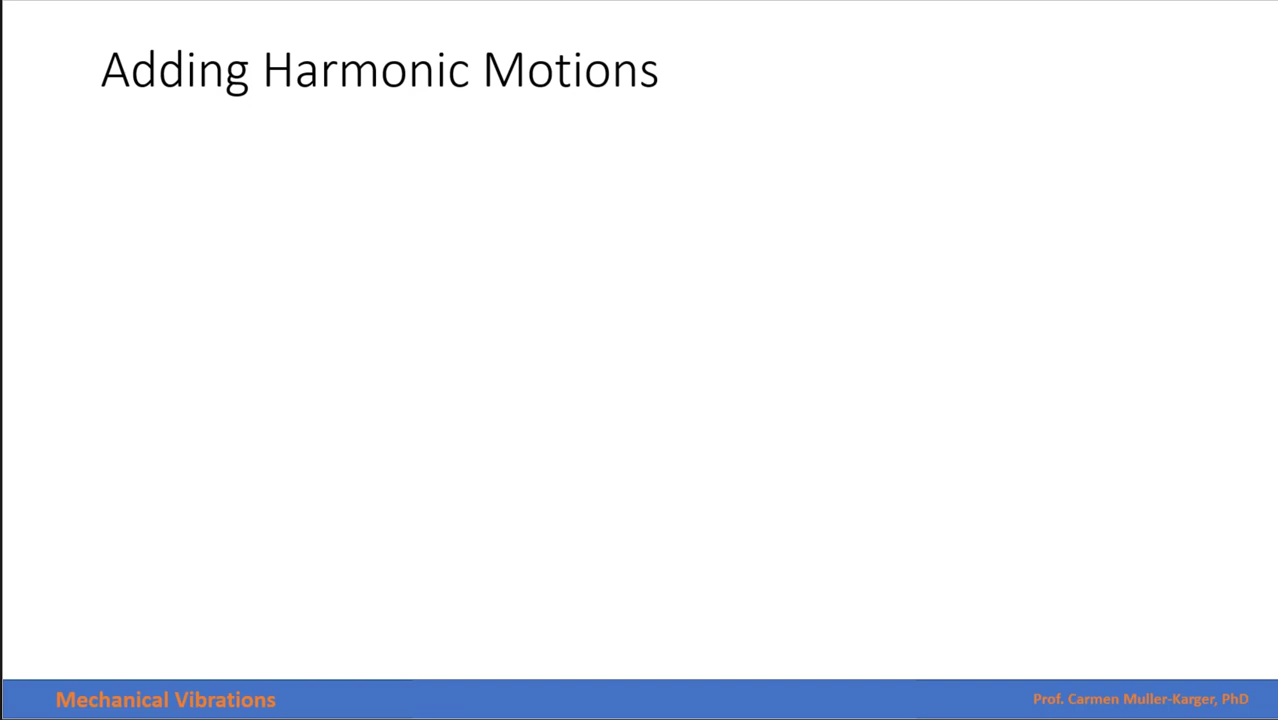 Adding Harmonic Motions
Mechanical Vibrations
Prof. Carmen Muller-Karger, PhD